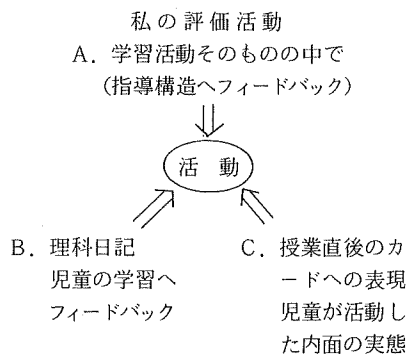 私の評価活動
A．学習活動そのものの中で
（指導構造へフィードバック）
活　動
B．理科日記
児童の学習へ
フィードバック
C．授業直後のカ
ードへの表現
児童が活動し
た内面の実態